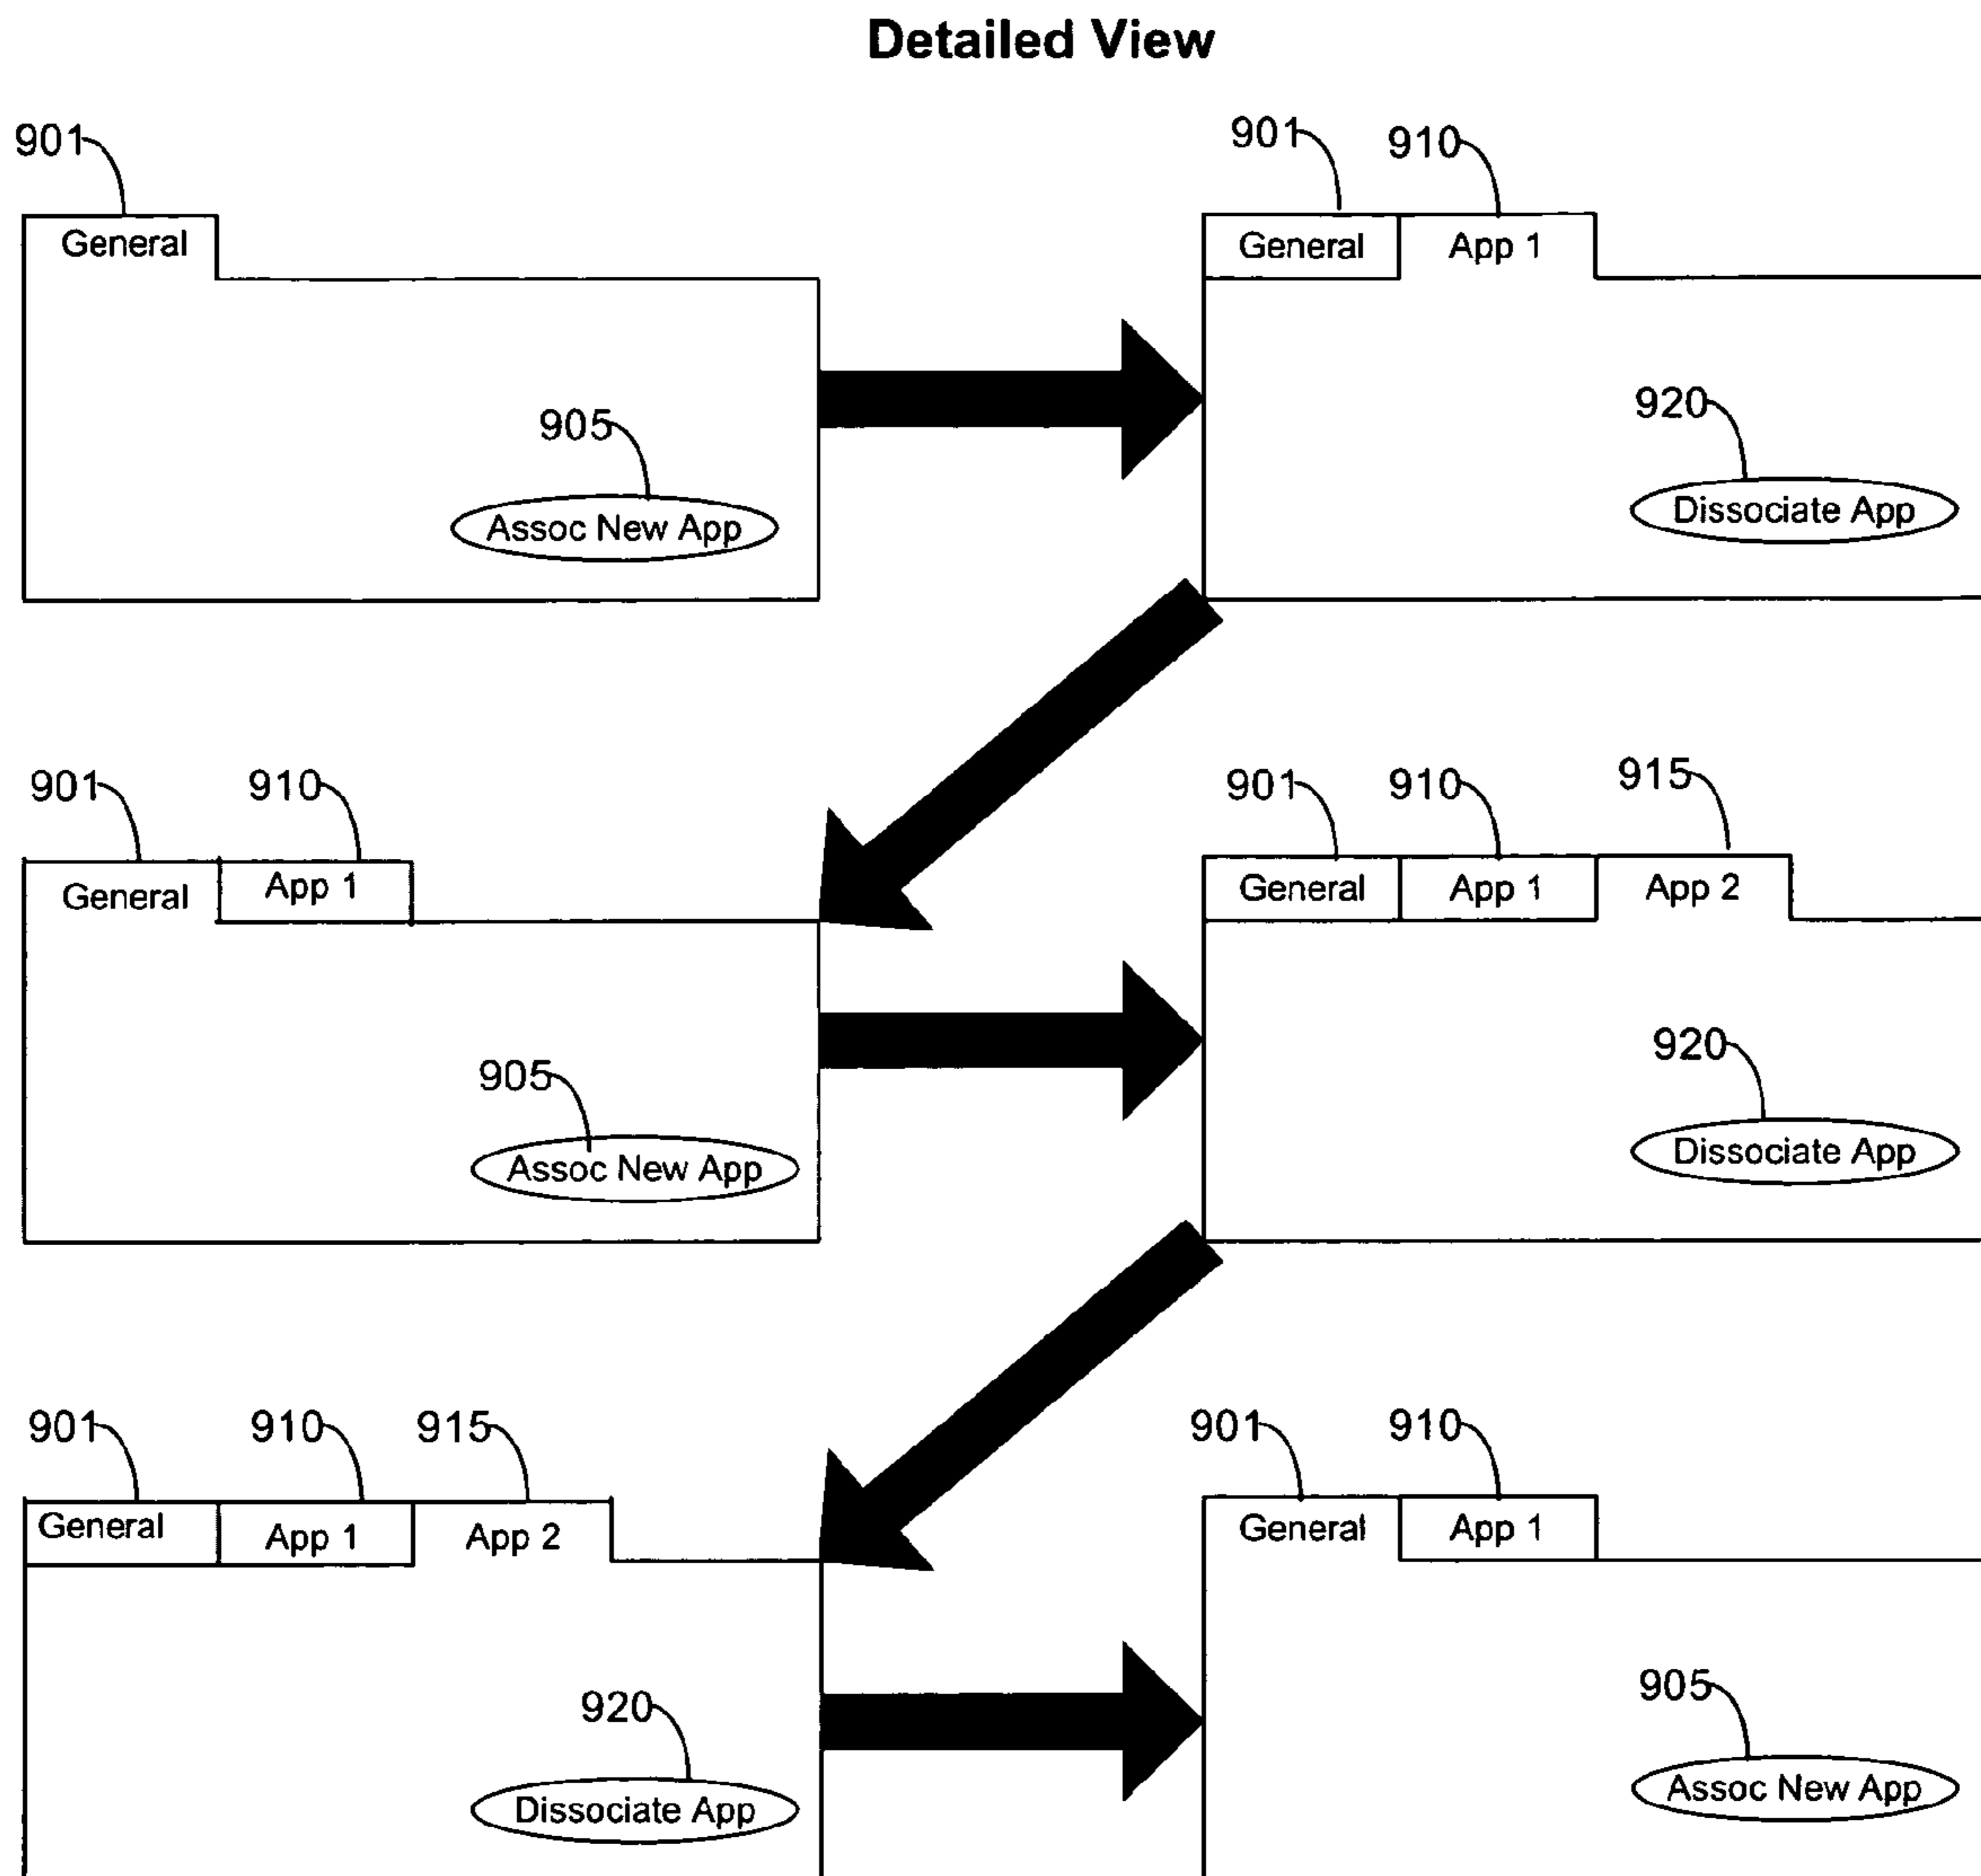 Detailed View
901
General
905
Assoc New App
901 910
General App 1
920
Dissociate App
901 910
General App 1
905
Assoc New App
901 910 915
General App 1 App 2
920
Dissociate App
901 910 915
General App 1 App 2
920
Dissociate App
901 910
General App 1
905
Assoc New App